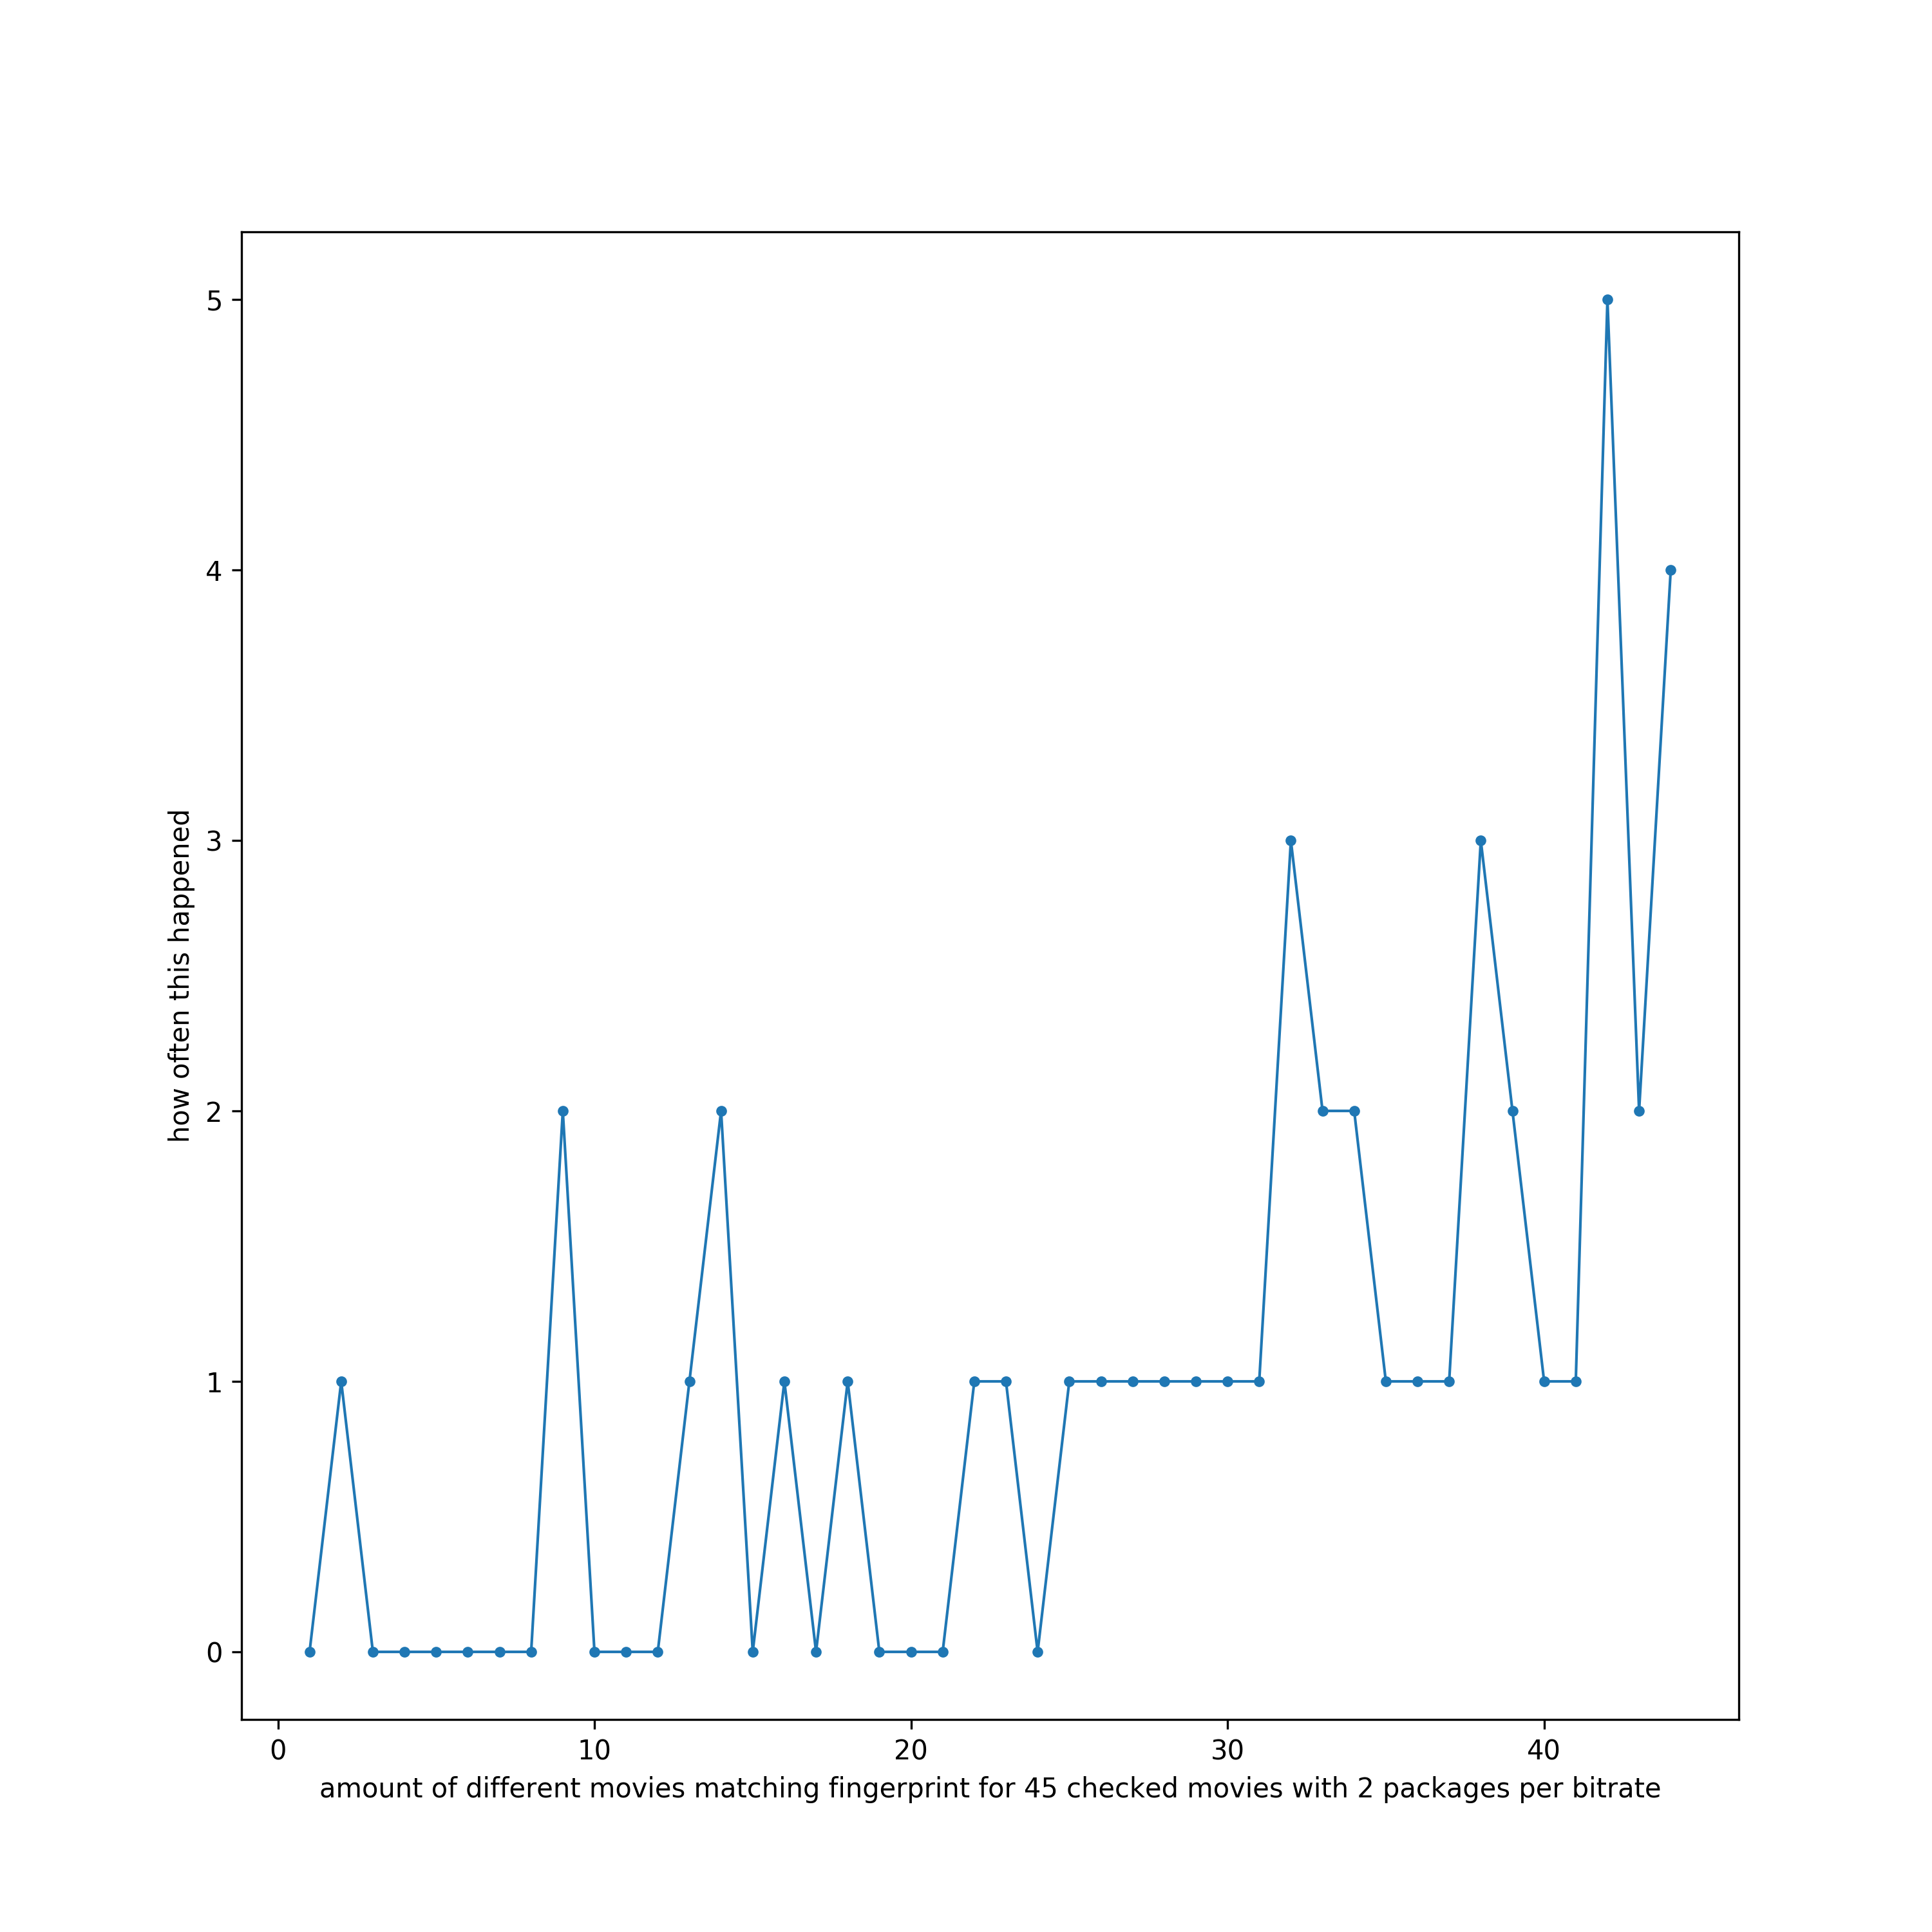 5
4
3
2
1
0
how often this happened
0 10 20 30 40
amount of different movies matching fingerprint for 45 checked movies with 2 packages per bitrate